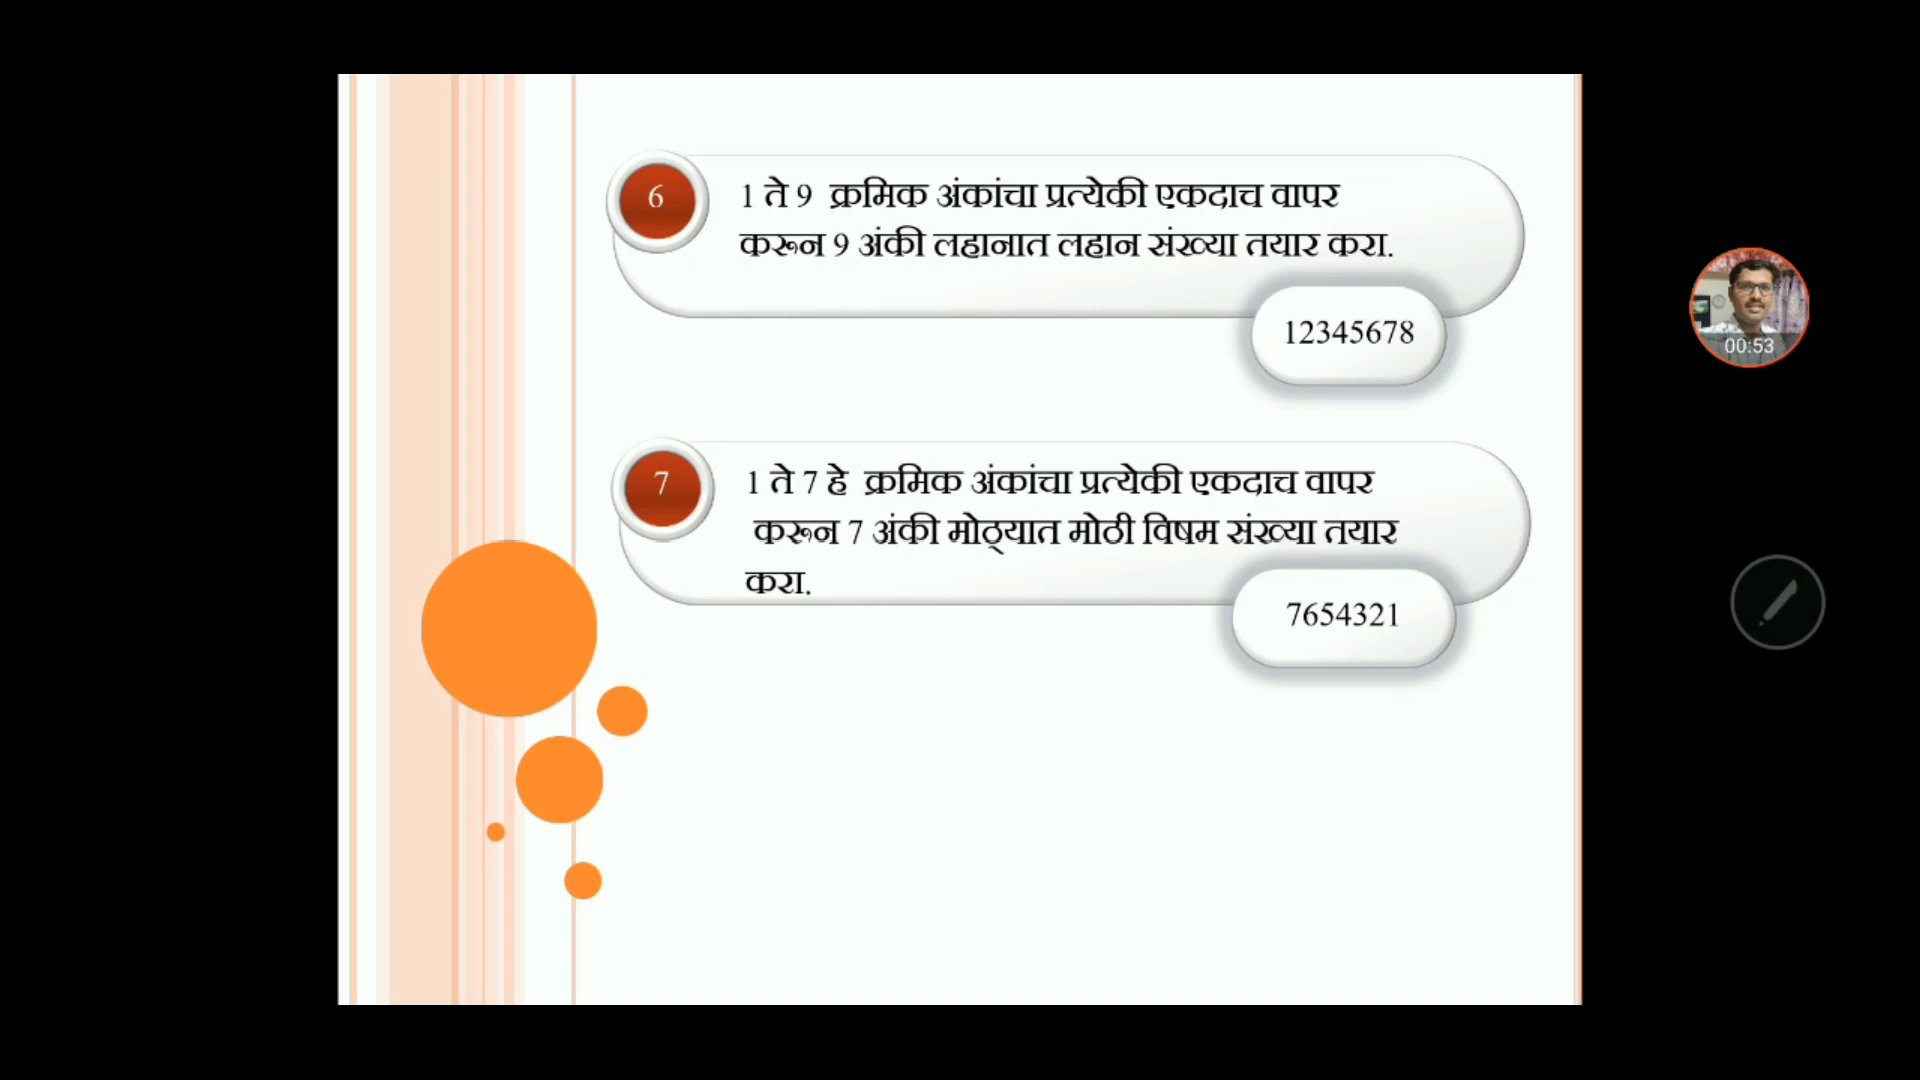 6
1 ते 9 क्रमिक अंकांचा प्रत्येकी एकदाच वापर
करून 9 अंकी लहानात लहान संख्या तयार करा.
12345678
7
1 ते 7 हे क्रमिक अंकांचा प्रत्येकी एकदाच वापर
करून 7 अंकी मोठ्यात मोठी विषम संख्या तयार
करा.
7654321
00:53